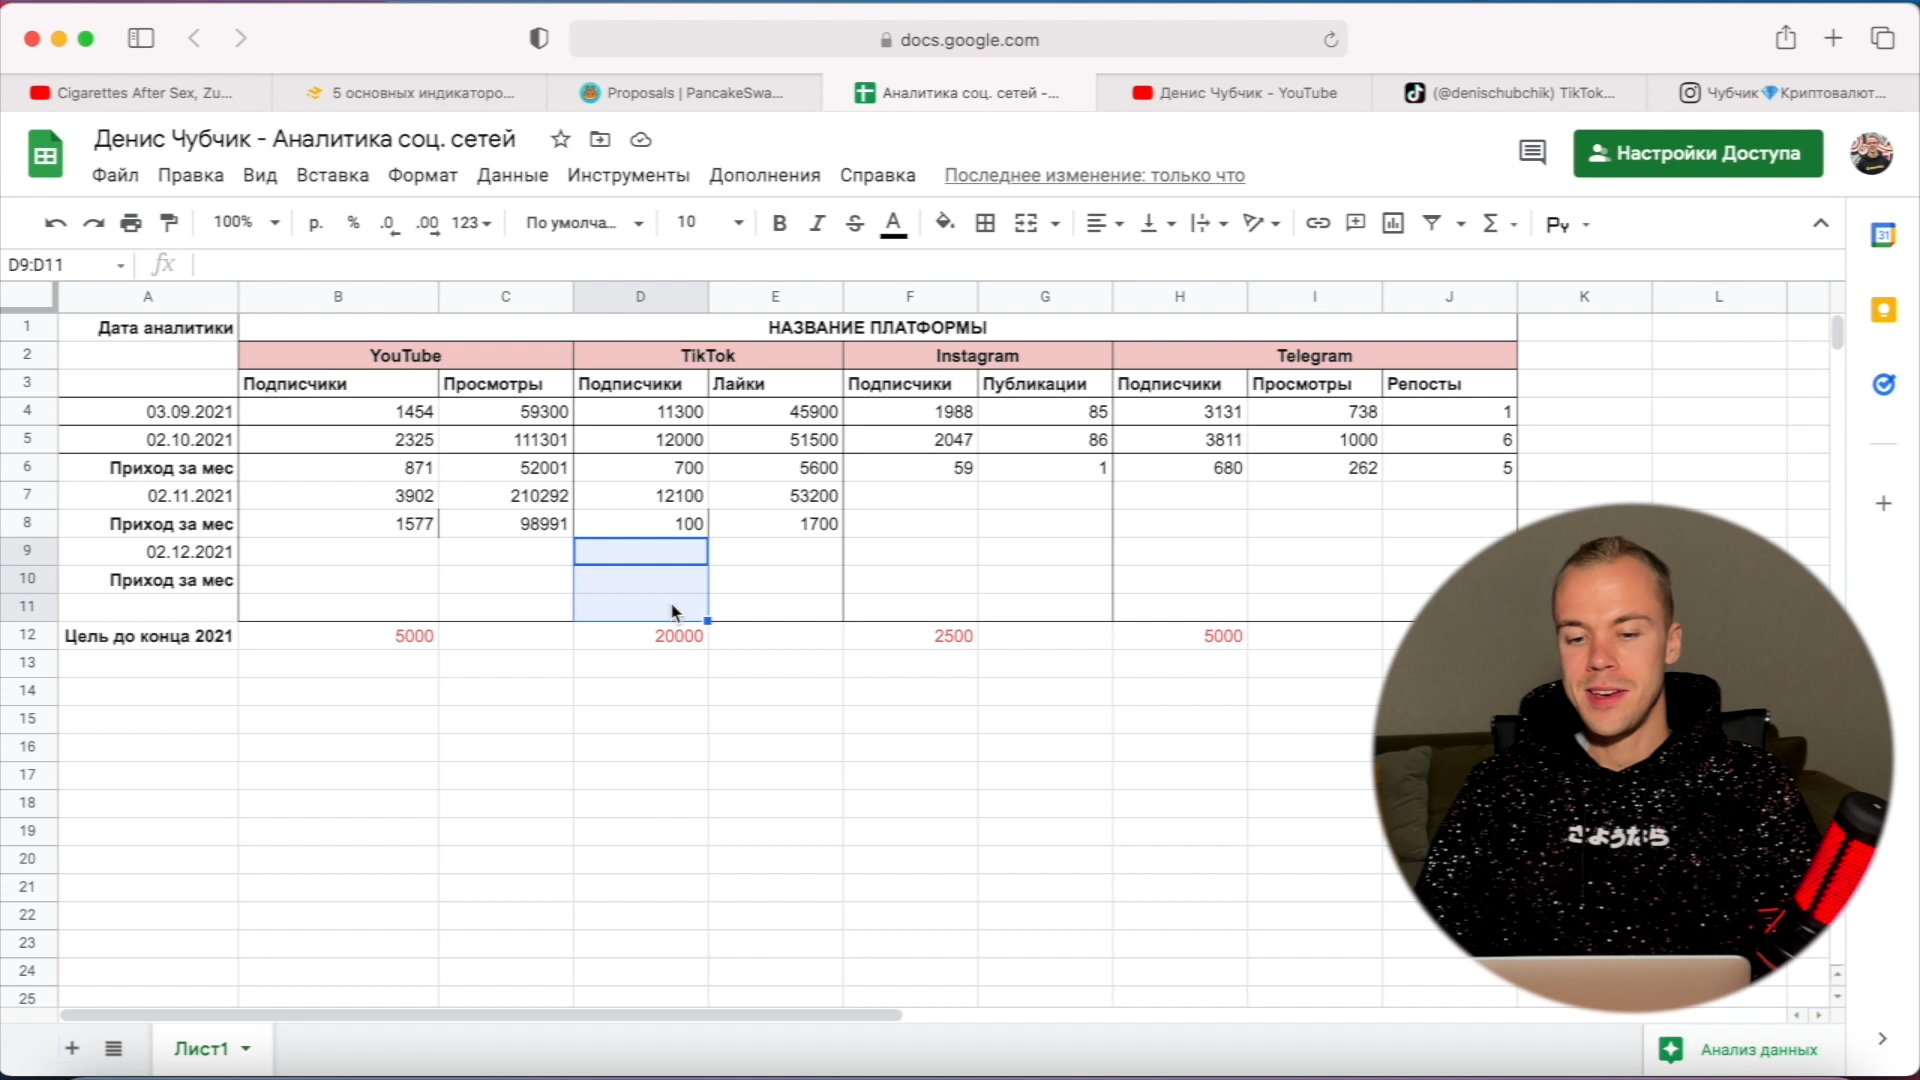 docs.google.com
Cigarettes After Sex, Zu...
5 основных индикаторо...
Proposals | PancakeSwa...
Аналитика соц. сетей -...
Денис Чубчик - YouTube
(@denischubchik) TikTok...
Чубчик💎Криптовалют...
Денис Чубчик - Аналитика соц. сетей
Настройки Доступа
Файл Правка Вид Вставка Формат Данные Инструменты Дополнения Справка Последнее изменение: только что
100% р. % .0 .00 123 По умолча... 10 B I S A Σ Ру
31
D9:D11 fx
A B C D E F G H I J K L
1 Дата аналитики НАЗВАНИЕ ПЛАТФОРМЫ
2 YouTube TikTok Instagram Telegram
3 Подписчики Просмотры Подписчики Лайки Подписчики Публикации Подписчики Просмотры Репосты
4 03.09.2021 1454 59300 11300 45900 1988 85 3131 738 1
5 02.10.2021 2325 111301 12000 51500 2047 86 3811 1000 6
6 Приход за мес 871 52001 700 5600 59 1 680 262 5
7 02.11.2021 3902 210292 12100 53200
8 Приход за мес 1577 98991 100 1700
9 02.12.2021
10 Приход за мес
11
12 Цель до конца 2021 5000 20000 2500 5000
13
14
15
16
17
18
19
20
21
22
23
24
25
さようなら
Лист1
Анализ данных